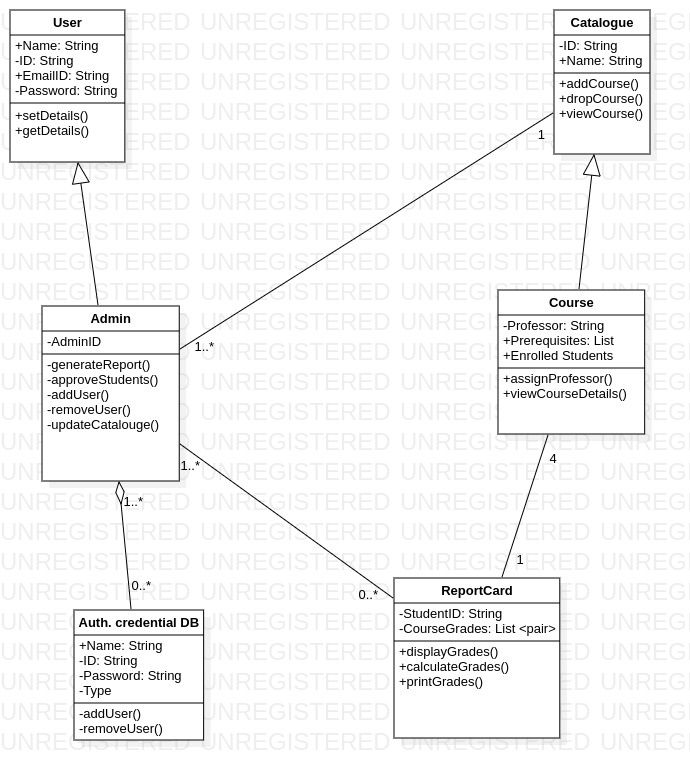 User
+Name: String
-ID: String
+EmailID: String
-Password: String
+setDetails()
+getDetails()
Catalogue
-ID: String
+Name: String
+addCourse()
+dropCourse()
+viewCourse()
1
Admin
-AdminID
-generateReport()
-approveStudents()
-addUser()
-removeUser()
-updateCatalouge()
1..*
1..*
1..*
Course
-Professor: String
+Prerequisites: List
+Enrolled Students
+assignProfessor()
+viewCourseDetails()
4
1
0..*
0..*
Auth. credential DB
+Name: String
-ID: String
-Password: String
-Type
-addUser()
-removeUser()
ReportCard
-StudentID: String
-CourseGrades: List <pair>
+displayGrades()
+calculateGrades()
+printGrades()
UNREGISTERED